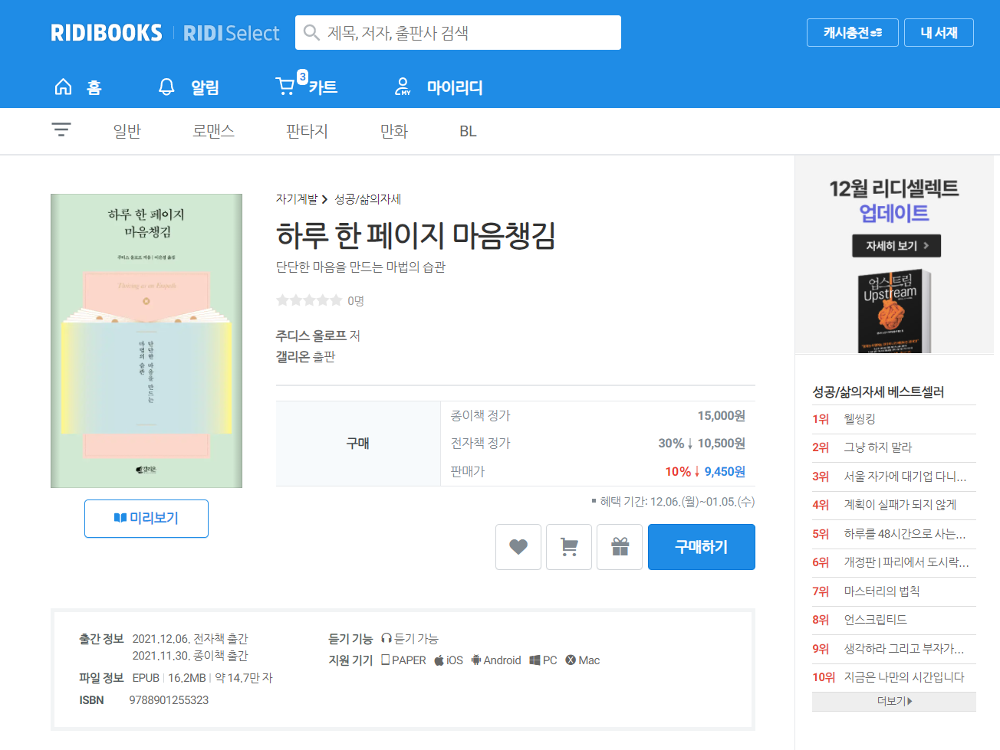 RIDIBOOKS | RIDI Select
제목, 저자, 출판사 검색
캐시충전
내 서재
홈
알림
3
카트
MY
마이리디
일반
로맨스
판타지
만화
BL
하루 한 페이지
마음챙김
주디스 올로프 지음 | 이은경 옮김
Thriving as an Empath
단단한 마음을 만드는
마법의 습관
갤리온
미리보기
자기계발 > 성공/삶의자세
하루 한 페이지 마음챙김
단단한 마음을 만드는 마법의 습관
0명
주디스 올로프 저
갤리온 출판
구매
종이책 정가 15,000원
전자책 정가 30%↓ 10,500원
판매가 10%↓ 9,450원
▪ 혜택 기간: 12.06.(월)~01.05.(수)
구매하기
출간 정보 2021.12.06. 전자책 출간
2021.11.30. 종이책 출간
파일 정보 EPUB | 16.2MB | 약 14.7만 자
ISBN 9788901255323
듣기 기능 듣기 가능
지원 기기 PAPER iOS Android PC Mac
12월 리디셀렉트
업데이트
자세히 보기 >
업스트림
Upstream
성공/삶의자세 베스트셀러
1위 웰씽킹
2위 그냥 하지 말라
3위 서울 자가에 대기업 다니...
4위 계획이 실패가 되지 않게
5위 하루를 48시간으로 사는...
6위 개정판 | 파리에서 도시락...
7위 마스터리의 법칙
8위 언스크립티드
9위 생각하라 그리고 부자가...
10위 지금은 나만의 시간입니다
더보기